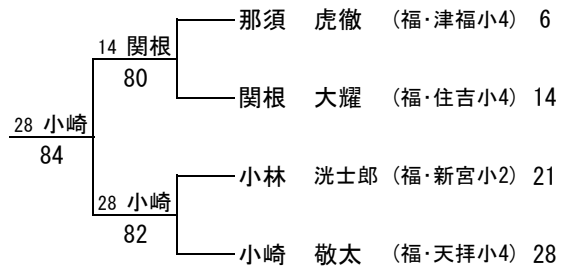 那須 虎徹 (福・津福小4) 6
14 関根
80
関根 大耀 (福・住吉小4) 14
28 小崎
84
小林 洸士郎 (福・新宮小2) 21
28 小崎
82
小崎 敬太 (福・天拝小4) 28